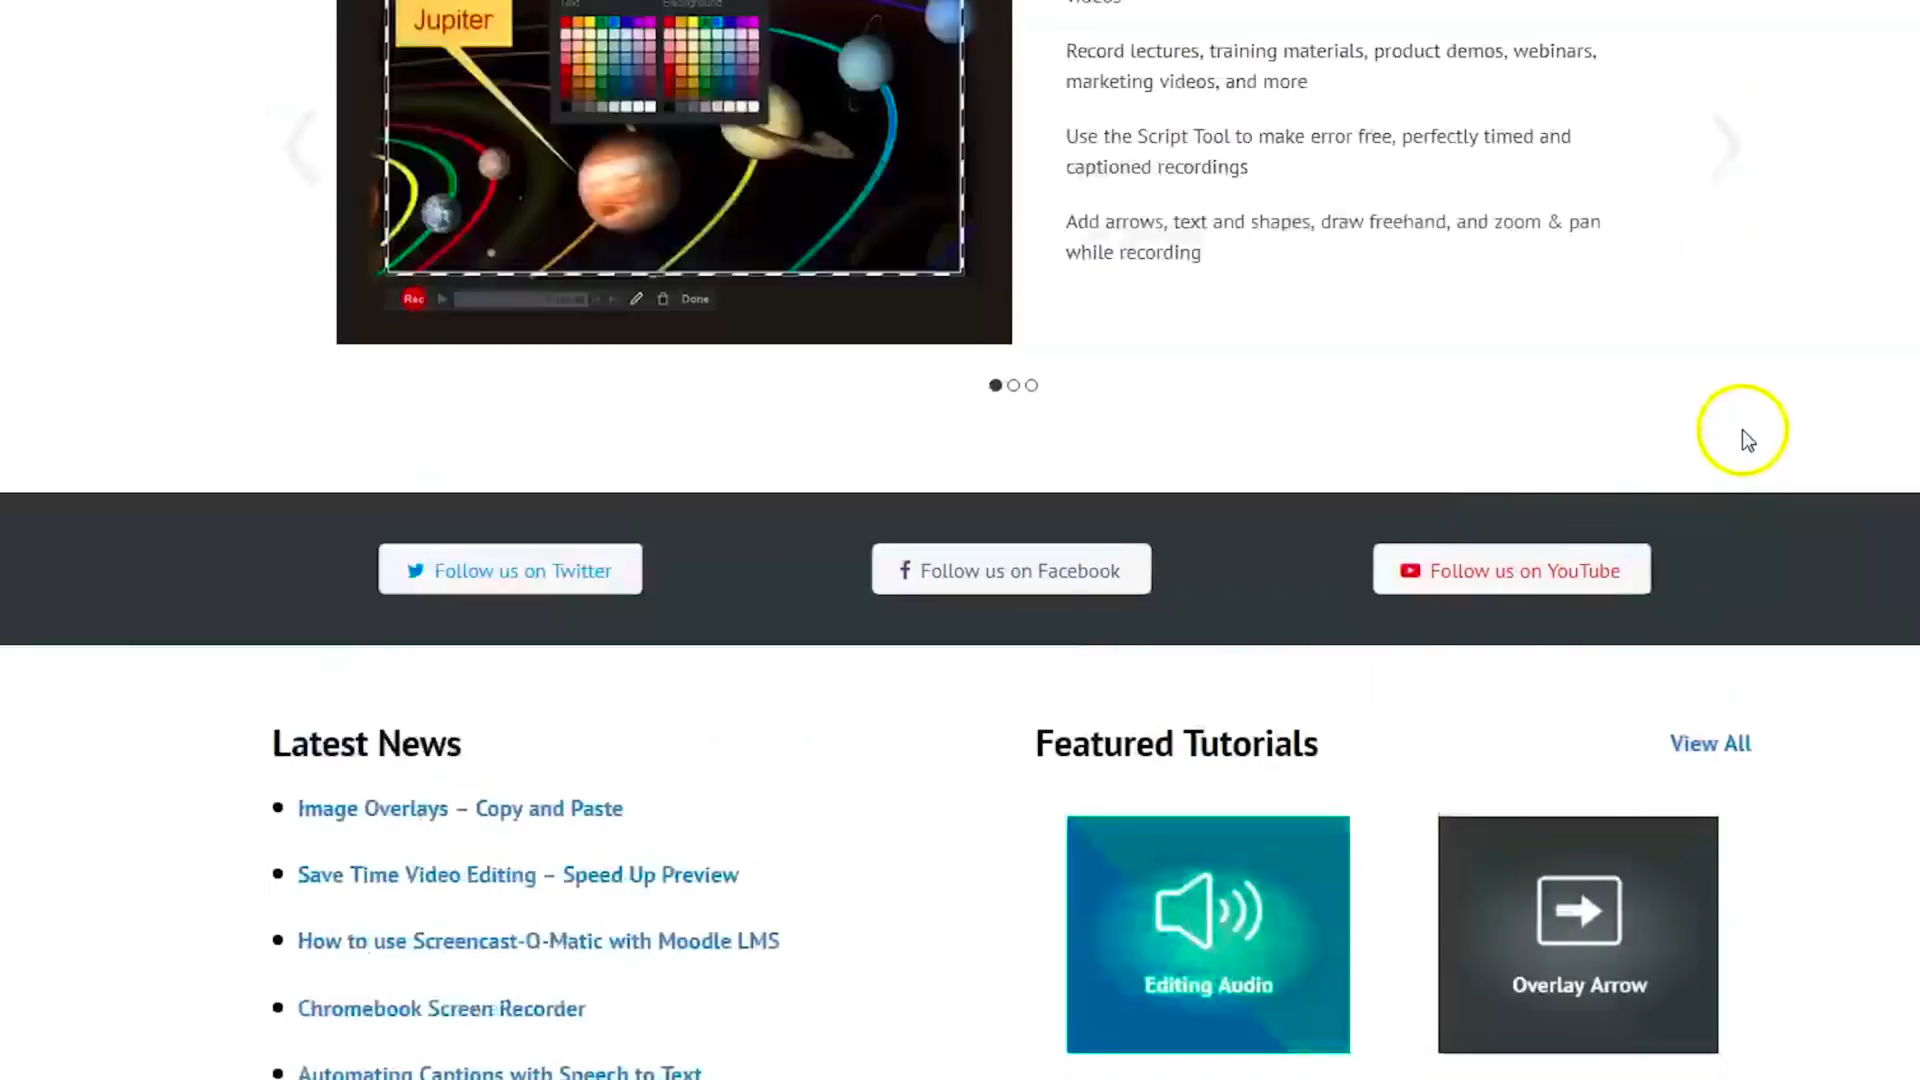 Jupiter
Text
Background
videos
Record lectures, training materials, product demos, webinars,
marketing videos, and more
Use the Script Tool to make error free, perfectly timed and
captioned recordings
Add arrows, text and shapes, draw freehand, and zoom & pan
while recording
Rec
Done
Follow us on Twitter
Follow us on Facebook
Follow us on YouTube
Latest News
Featured Tutorials
View All
Image Overlays – Copy and Paste
Save Time Video Editing – Speed Up Preview
How to use Screencast-O-Matic with Moodle LMS
Chromebook Screen Recorder
Automating Captions with Speech to Text
Editing Audio
Overlay Arrow